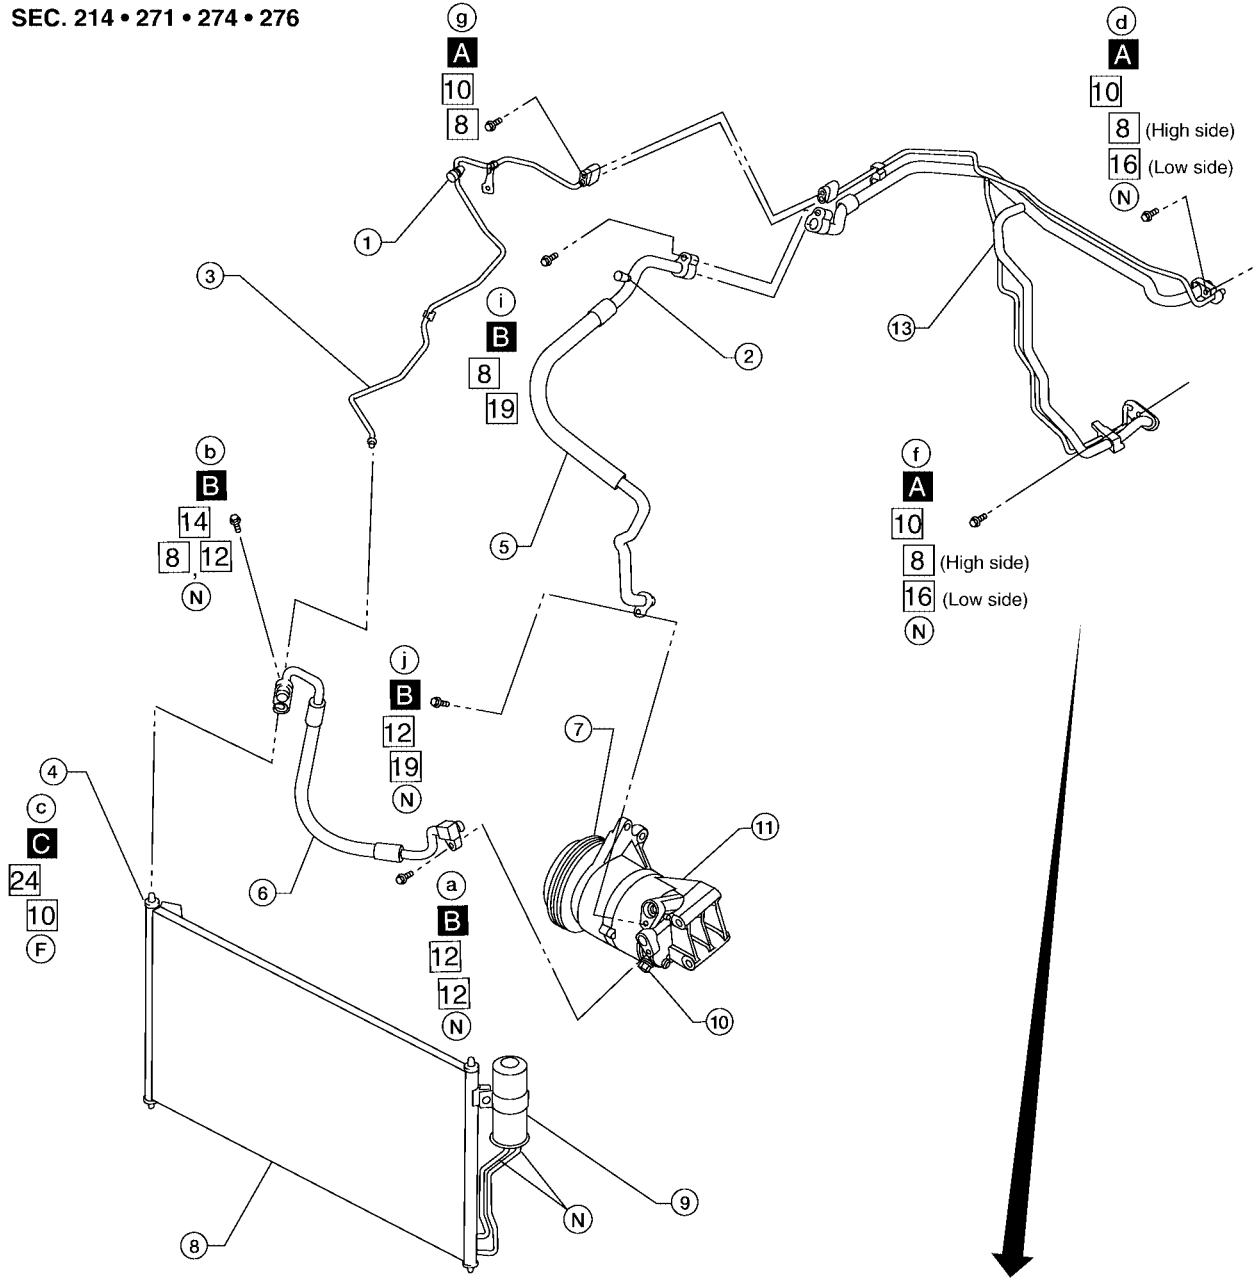 SEC. 214 • 271 • 274 • 276
g
A
10
8
d
A
10
8 (High side)
16 (Low side)
N
1
3
i
B
8
19
2
13
b
B
14
8 , 12
N
5
f
A
10
8 (High side)
16 (Low side)
N
j
B
12
19
N
7
4
c
C
24
10
F
11
6
a
B
12
12
N
10
9
N
8